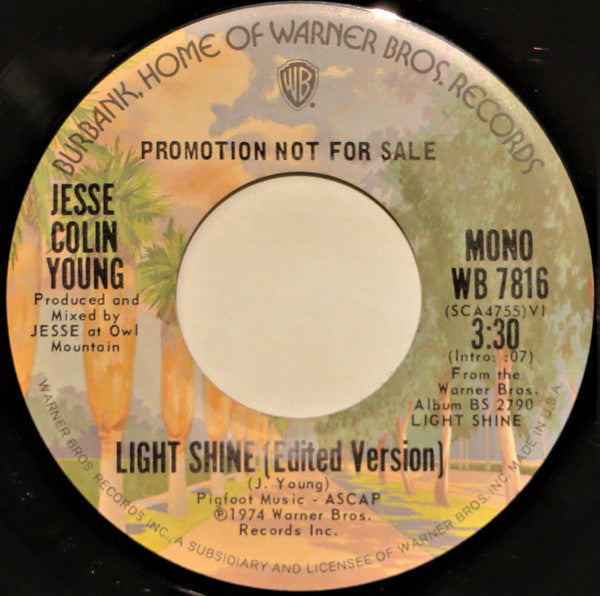 BURBANK, HOME OF WARNER BROS. RECORDS
WB
PROMOTION NOT FOR SALE
JESSE
COLIN
YOUNG
Produced and
Mixed by
JESSE at Owl
Mountain
MONO
WB 7816
(SCA4755)V1
3:30
(Intro: :07)
From the
Warner Bros.
Album BS 2790
LIGHT SHINE
LIGHT SHINE (Edited Version)
(J. Young)
Pigfoot Music - ASCAP
℗1974 Warner Bros.
Records Inc.
WARNER BROS. RECORDS INC., A SUBSIDIARY AND LICENSEE OF WARNER BROS. INC. MADE IN U.S.A.